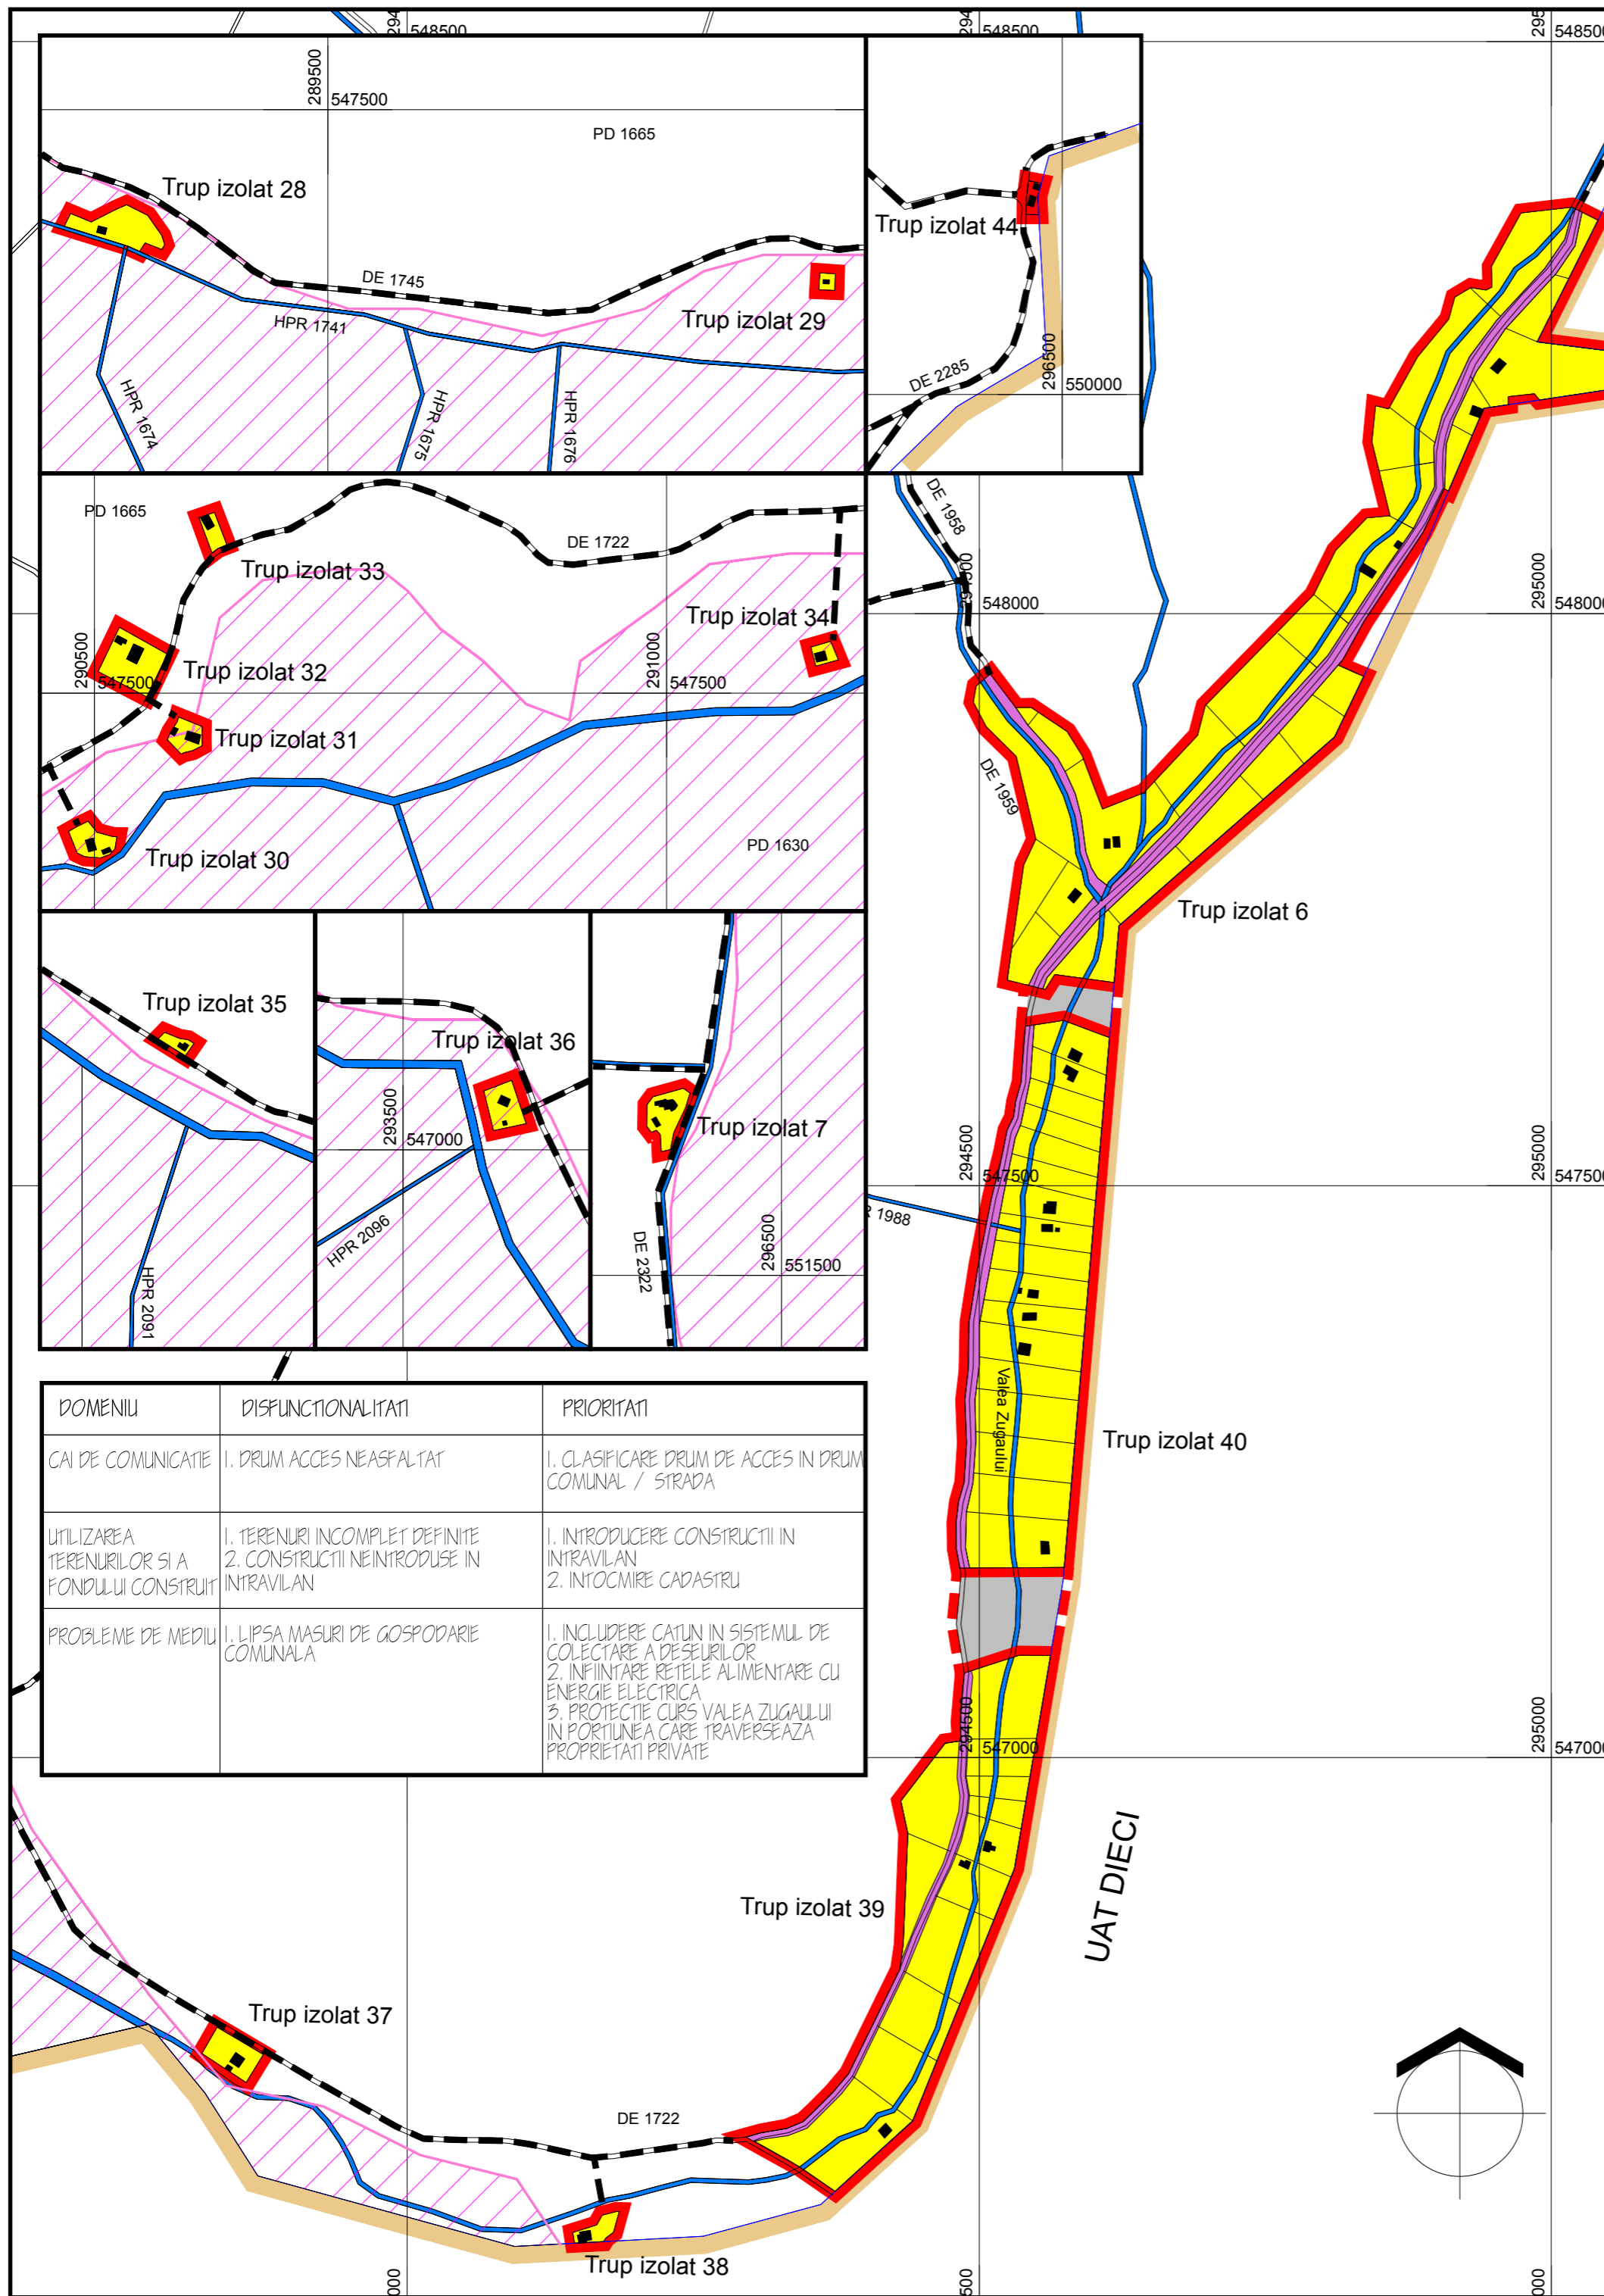 294
548500
294
548500
295
548500
289500
547500
PD 1665
Trup izolat 28
DE 1745
HPR 1741
Trup izolat 29
HPR 1674
HPR 1675
HPR 1676
Trup izolat 44
DE 2285
296500
550000
PD 1665
Trup izolat 33
DE 1722
Trup izolat 34
290500
547500
Trup izolat 32
291000
547500
Trup izolat 31
Trup izolat 30
PD 1630
DE 1958
548000
295000
548000
DE 1959
Trup izolat 6
Trup izolat 35
HPR 2091
Trup izolat 36
293500
547000
HPR 2096
Trup izolat 7
DE 2322
296500
551500
294500
547500
295000
547500
1988
Valea Zugaului
Trup izolat 40
DOMENIU
DISFUNCTIONALITATI
PRIORITATI
CAI DE COMUNICATIE
1. DRUM ACCES NEASFALTAT
1. CLASIFICARE DRUM DE ACCES IN DRUM
COMUNAL / STRADA
UTILIZAREA
TERENURILOR SI A
FONDULUI CONSTRUIT
1. TERENURI INCOMPLET DEFINITE
2. CONSTRUCTII NEINTRODUSE IN
INTRAVILAN
1. INTRODUCERE CONSTRUCTII IN
INTRAVILAN
2. INTOCMIRE CADASTRU
PROBLEME DE MEDIU
1. LIPSA MASURI DE GOSPODARIE
COMUNALA
1. INCLUDERE CATUN IN SISTEMUL DE
COLECTARE A DESEURILOR
2. INFIINTARE RETELE ALIMENTARE CU
ENERGIE ELECTRICA
3. PROTECTIE CURS VALEA ZUGAULUI
IN PORTIUNEA CARE TRAVERSEAZA
PROPRIETATI PRIVATE
294500
547000
295000
547000
UAT DIECI
Trup izolat 39
Trup izolat 37
DE 1722
Trup izolat 38
000
500
000